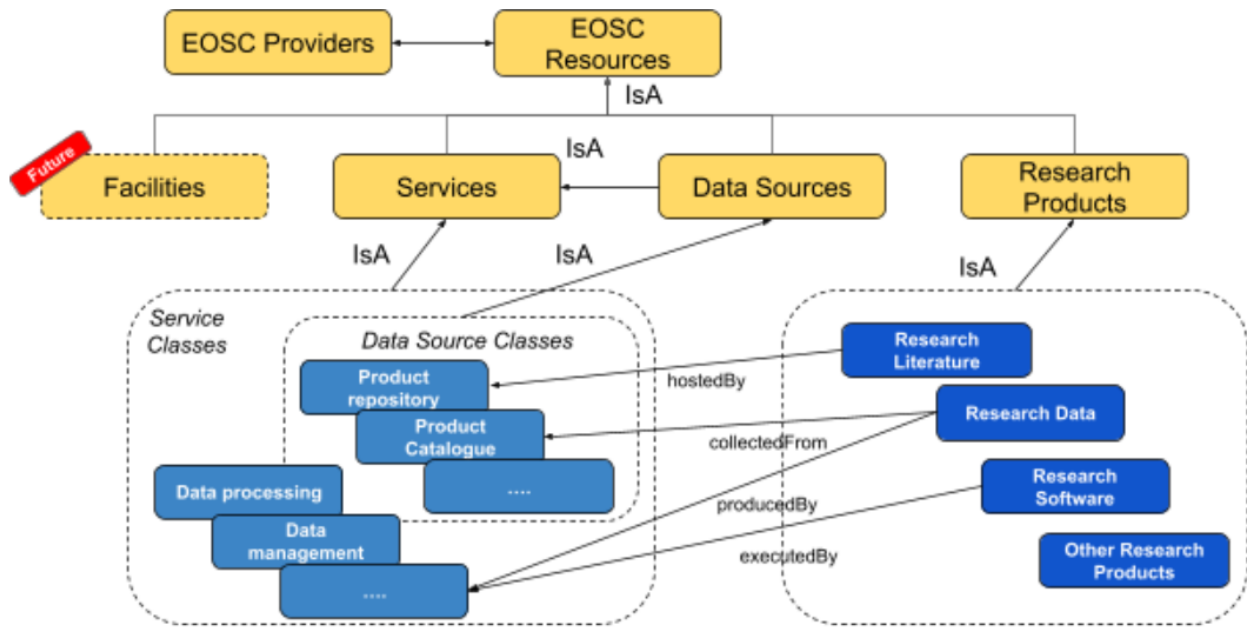 EOSC Providers
EOSC
Resources
IsA
Future
Facilities
Services
IsA
Data Sources
Research
Products
IsA
IsA
IsA
Service
Classes
Data Source Classes
Product
repository
Product
Catalogue
....
Data processing
Data
management
....
hostedBy
collectedFrom
producedBy
executedBy
Research
Literature
Research Data
Research
Software
Other Research
Products